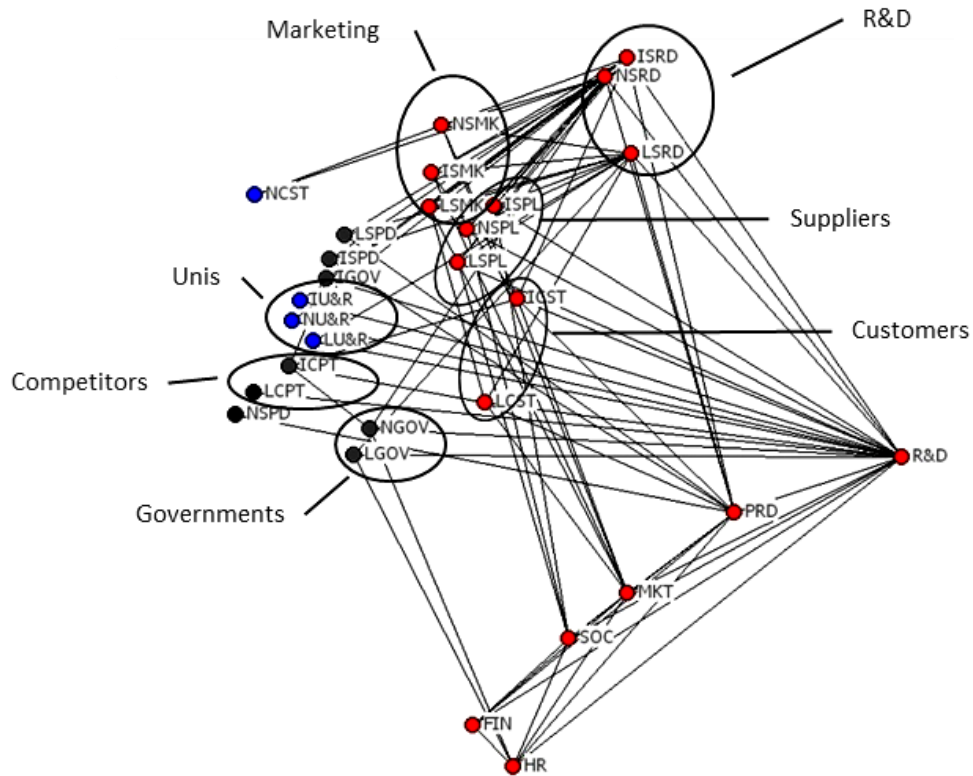 R&D
Marketing
ISRD
NSRD
NSMK
LSRD
ISMK
NCST
LSMK
ISPL
Suppliers
NSPL
LSPD
ISPD
LSPL
Unis
IGOV
ICST
IU&R
NU&R
Customers
LU&R
ICPT
Competitors
LCPT
LCST
NSPD
NGOV
LGOV
R&D
Governments
PRD
MKT
SOC
FIN
HR